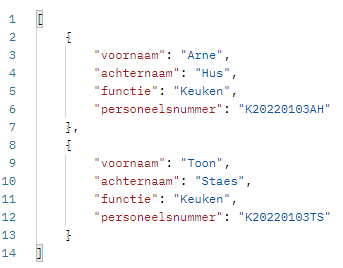 1 [
2 {
3 "voornaam": "Arne",
4 "achternaam": "Hus",
5 "functie": "Keuken",
6 "personeelsnummer": "K20220103AH"
7 },
8 {
9 "voornaam": "Toon",
10 "achternaam": "Staes",
11 "functie": "Keuken",
12 "personeelsnummer": "K20220103TS"
13 }
14 ]